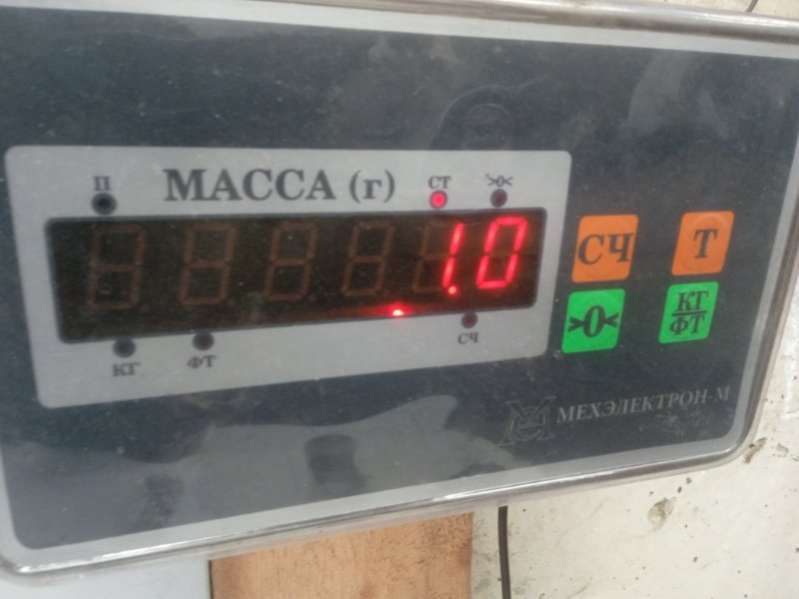 П МАССА (г) СТ >0<
1.0
КГ ФТ СЧ
СЧ Т
>0< КГ/ФТ
МЕХЭЛЕКТРОН-М